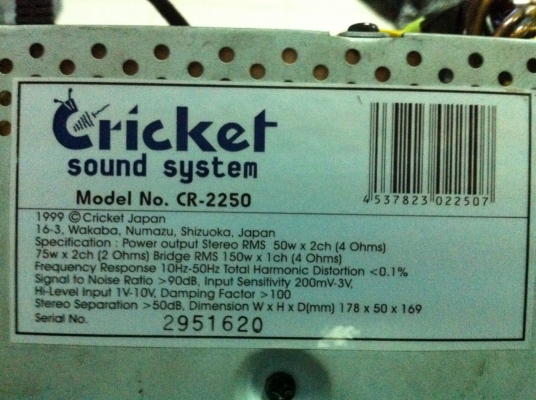 Cricket
sound system
Model No. CR-2250
4 537823 022507
1999 © Cricket Japan
16-3, Wakaba, Numazu, Shizuoka, Japan
Specification : Power output Stereo RMS 50w x 2ch (4 Ohms)
75w x 2ch (2 Ohms) Bridge RMS 150w x 1ch (4 Ohms)
Frequency Response 10Hz-50Hz Total Harmonic Distortion <0.1%
Signal to Noise Ratio >90dB, Input Sensitivity 200mV-3V,
Hi-Level Input 1V-10V, Damping Factor >100
Stereo Separation >50dB, Dimension W x H x D(mm) 178 x 50 x 169
Serial No. 2951620